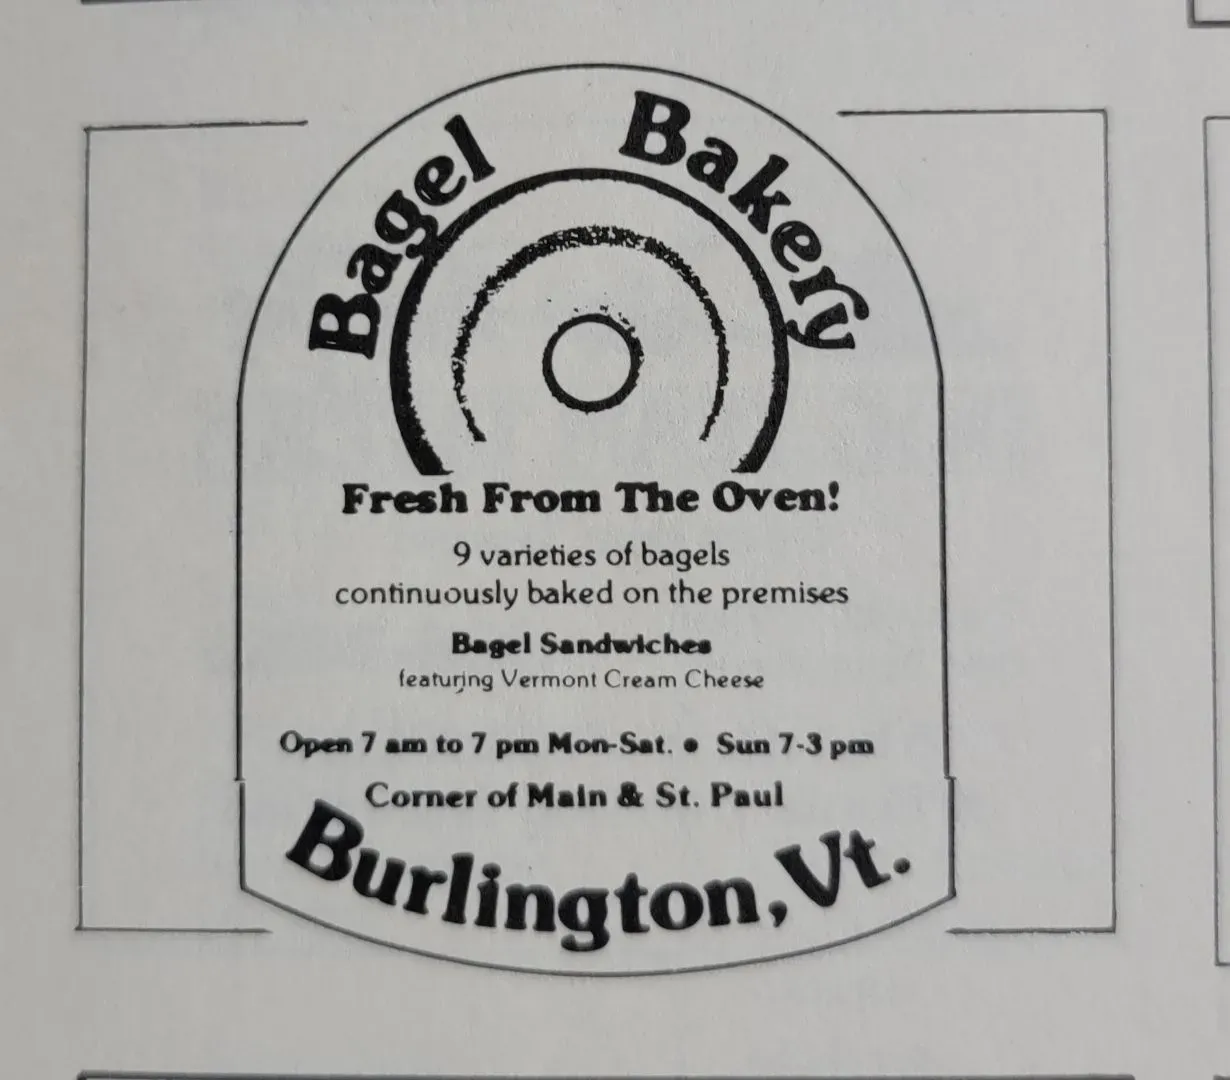 Bagel Bakery
Fresh From The Oven!
9 varieties of bagels
continuously baked on the premises
Bagel Sandwiches
featuring Vermont Cream Cheese
Open 7 am to 7 pm Mon-Sat. • Sun 7-3 pm
Corner of Main & St. Paul
Burlington, Vt.